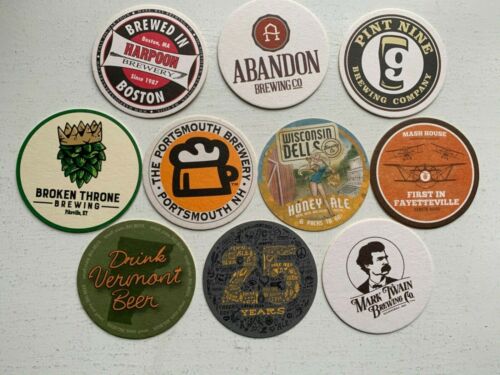 BREWED IN
Boston, MA
HARPOON
BREWERY
Since 1987
BOSTON
A
ABANDON
BREWING CO
PINT NINE
9
BREWING COMPANY
BROKEN THRONE
BREWING
Pikeville, KY
THE PORTSMOUTH BREWERY
PORTSMOUTH NH
TM
WISCONSIN
DELLS
HONEY ALE
MASH HOUSE
FIRST IN
FAYETTEVILLE
Drink
Vermont
Beer
25
YEARS
MARK TWAIN
BREWING CO.